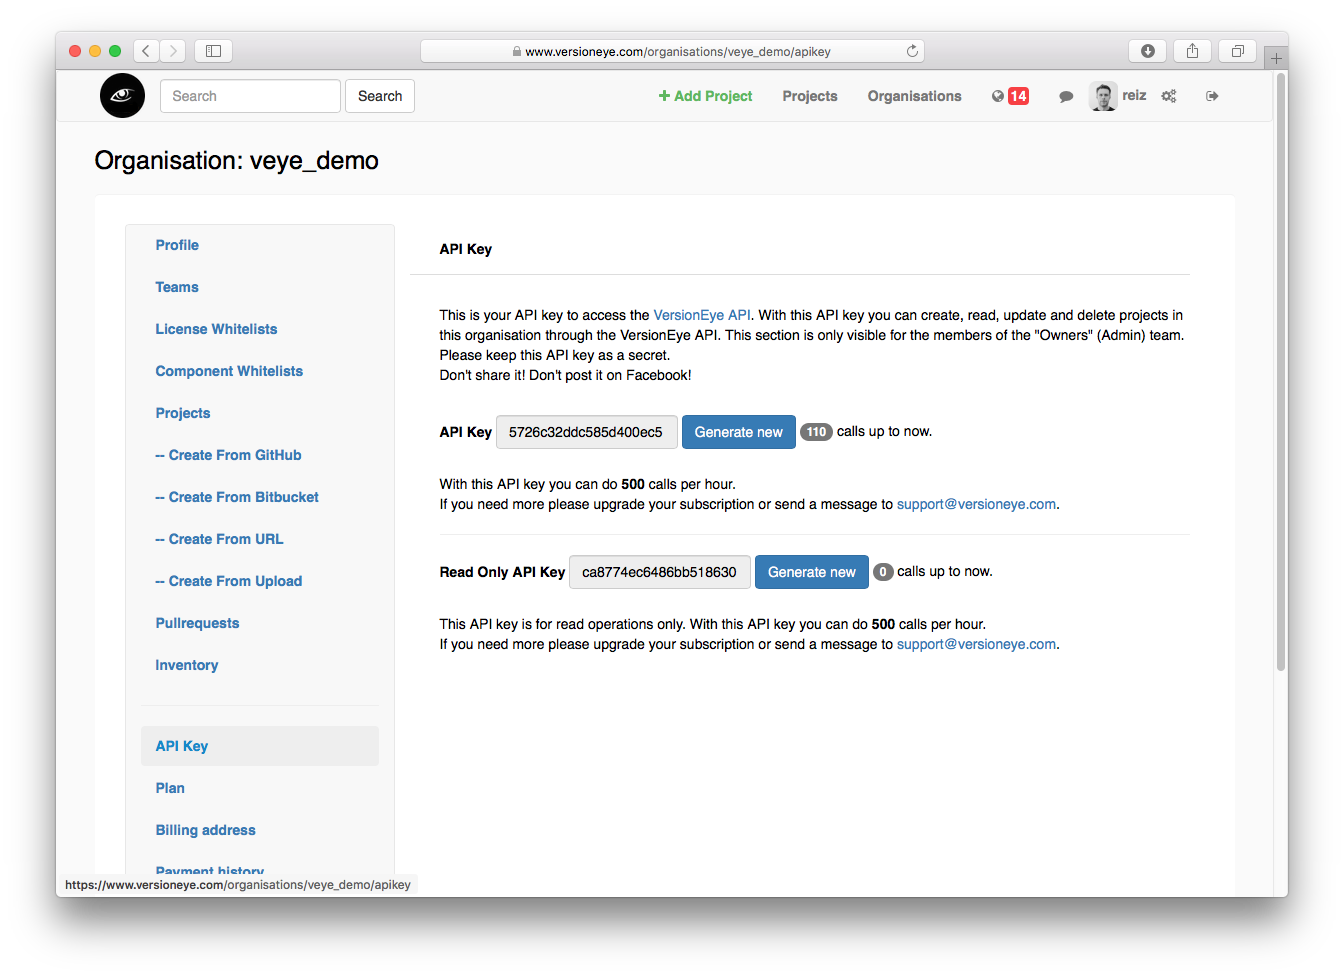 www.versioneye.com/organisations/veye_demo/apikey
Search
Search
+ Add Project
Projects
Organisations
14
reiz
Organisation: veye_demo
Profile
Teams
License Whitelists
Component Whitelists
Projects
-- Create From GitHub
-- Create From Bitbucket
-- Create From URL
-- Create From Upload
Pullrequests
Inventory
API Key
Plan
Billing address
Payment history
API Key
This is your API key to access the VersionEye API. With this API key you can create, read, update and delete projects in
this organisation through the VersionEye API. This section is only visible for the members of the "Owners" (Admin) team.
Please keep this API key as a secret.
Don't share it! Don't post it on Facebook!
API Key 5726c32ddc585d400ec5 Generate new 110 calls up to now.
With this API key you can do 500 calls per hour.
If you need more please upgrade your subscription or send a message to support@versioneye.com.
Read Only API Key ca8774ec6486bb518630 Generate new 0 calls up to now.
This API key is for read operations only. With this API key you can do 500 calls per hour.
If you need more please upgrade your subscription or send a message to support@versioneye.com.
https://www.versioneye.com/organisations/veye_demo/apikey